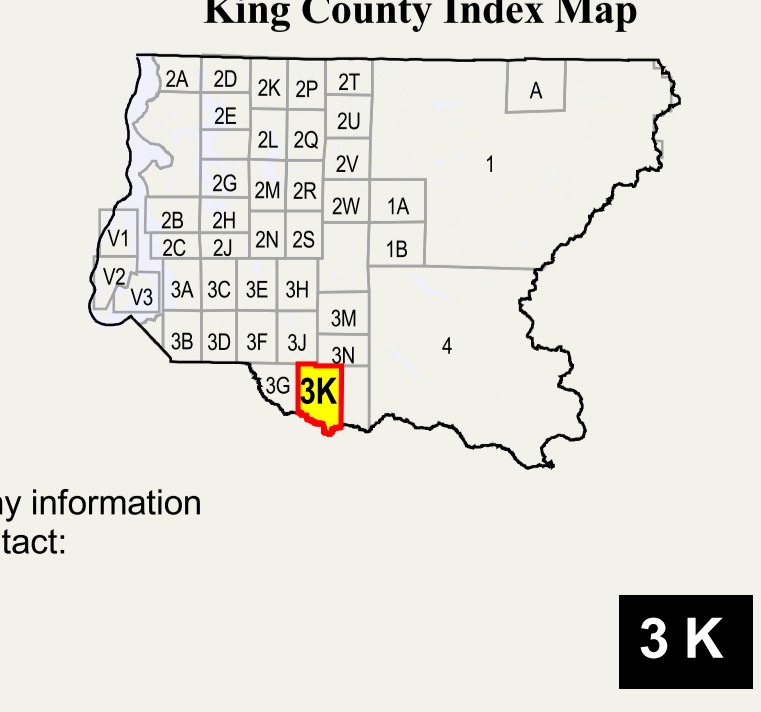 King County Index Map
2A 2D 2K 2P 2T A
2E 2U
2L 2Q
2V 1
2G 2M 2R
2W 1A
2B 2H
V1 2C 2J 2N 2S 1B
V2
V3 3A 3C 3E 3H
3M
3B 3D 3F 3J 3N 4
3G 3K
ny information
tact:
3 K